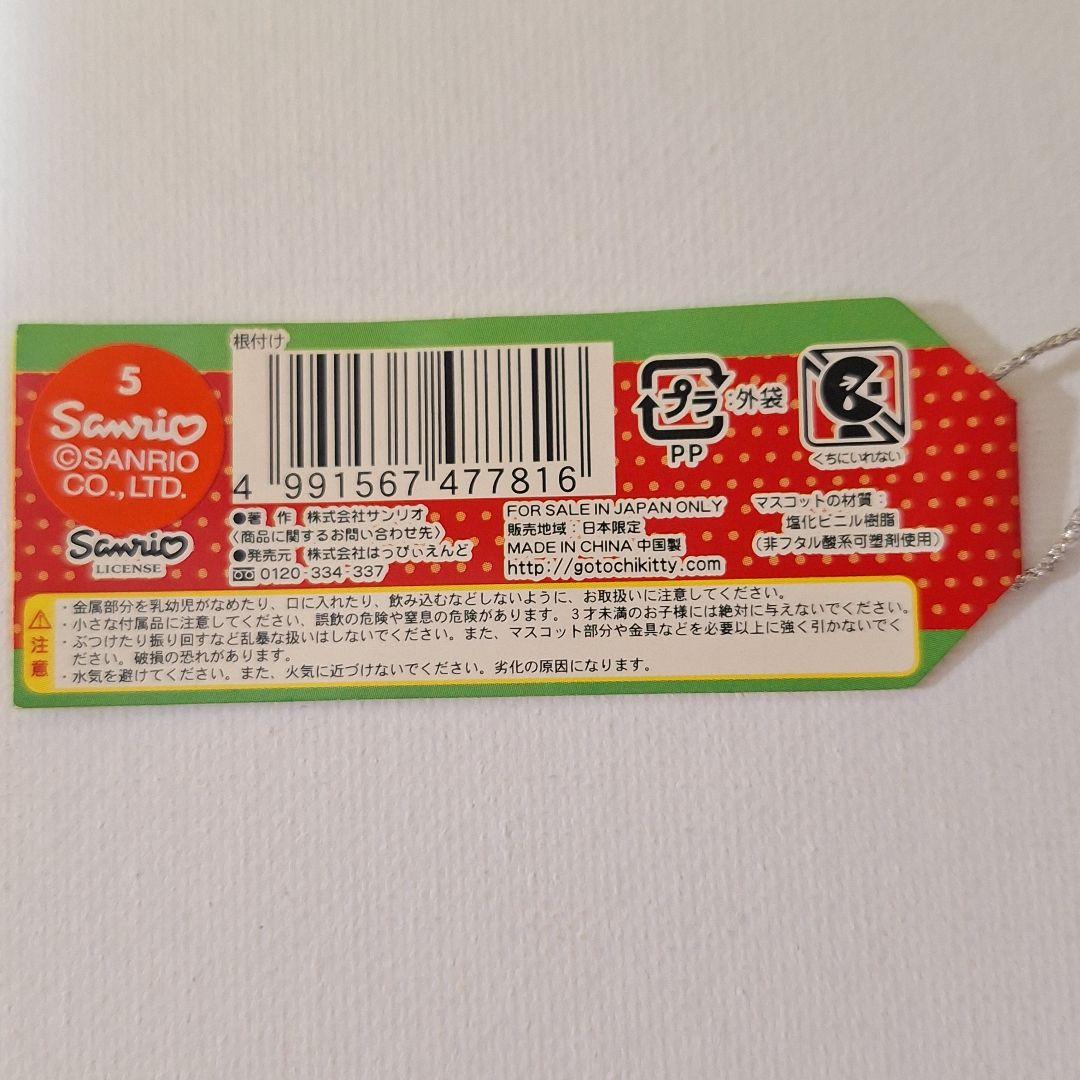 根付け
5
Sanrio
©SANRIO
CO.,LTD.
Sanrio
LICENSE
4 991567 477816
●著 作 株式会社サンリオ
〈商品に関するお問い合わせ先〉
●発売元 株式会社はうぴぃえんど
0120-334-337
FOR SALE IN JAPAN ONLY
販売地域：日本限定
MADE IN CHINA 中国製
http://gotochikitty.com
プラ
:外袋
PP
くちにいれない
マスコットの材質：
塩化ビニル樹脂
(非フタル酸系可塑剤使用)
注意
・金属部分を乳幼児がなめたり、口に入れたり、飲み込むなどしないように、お取扱いに注意してください。
・小さな付属品に注意してください、誤飲の危険や窒息の危険があります。3才未満のお子様には絶対に与えないでください。
・ぶつけたり振り回すなど乱暴な扱いはしないでください。また、マスコット部分や金具などを必要以上に強く引かないでく
ださい。破損の恐れがあります。
・水気を避けてください。また、火気に近づけないでください。劣化の原因になります。